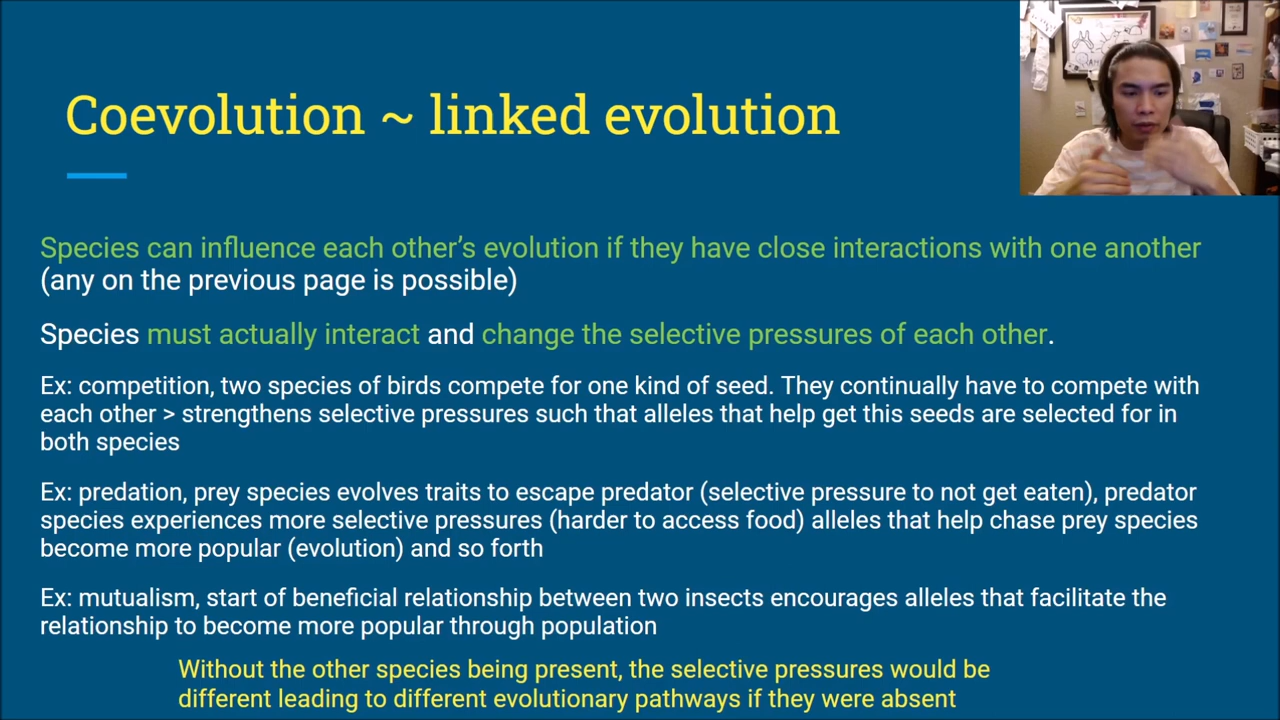 Coevolution ~ linked evolution
Species can influence each other’s evolution if they have close interactions with one another
(any on the previous page is possible)
Species must actually interact and change the selective pressures of each other.
Ex: competition, two species of birds compete for one kind of seed. They continually have to compete with
each other > strengthens selective pressures such that alleles that help get this seeds are selected for in
both species
Ex: predation, prey species evolves traits to escape predator (selective pressure to not get eaten), predator
species experiences more selective pressures (harder to access food) alleles that help chase prey species
become more popular (evolution) and so forth
Ex: mutualism, start of beneficial relationship between two insects encourages alleles that facilitate the
relationship to become more popular through population
Without the other species being present, the selective pressures would be
different leading to different evolutionary pathways if they were absent